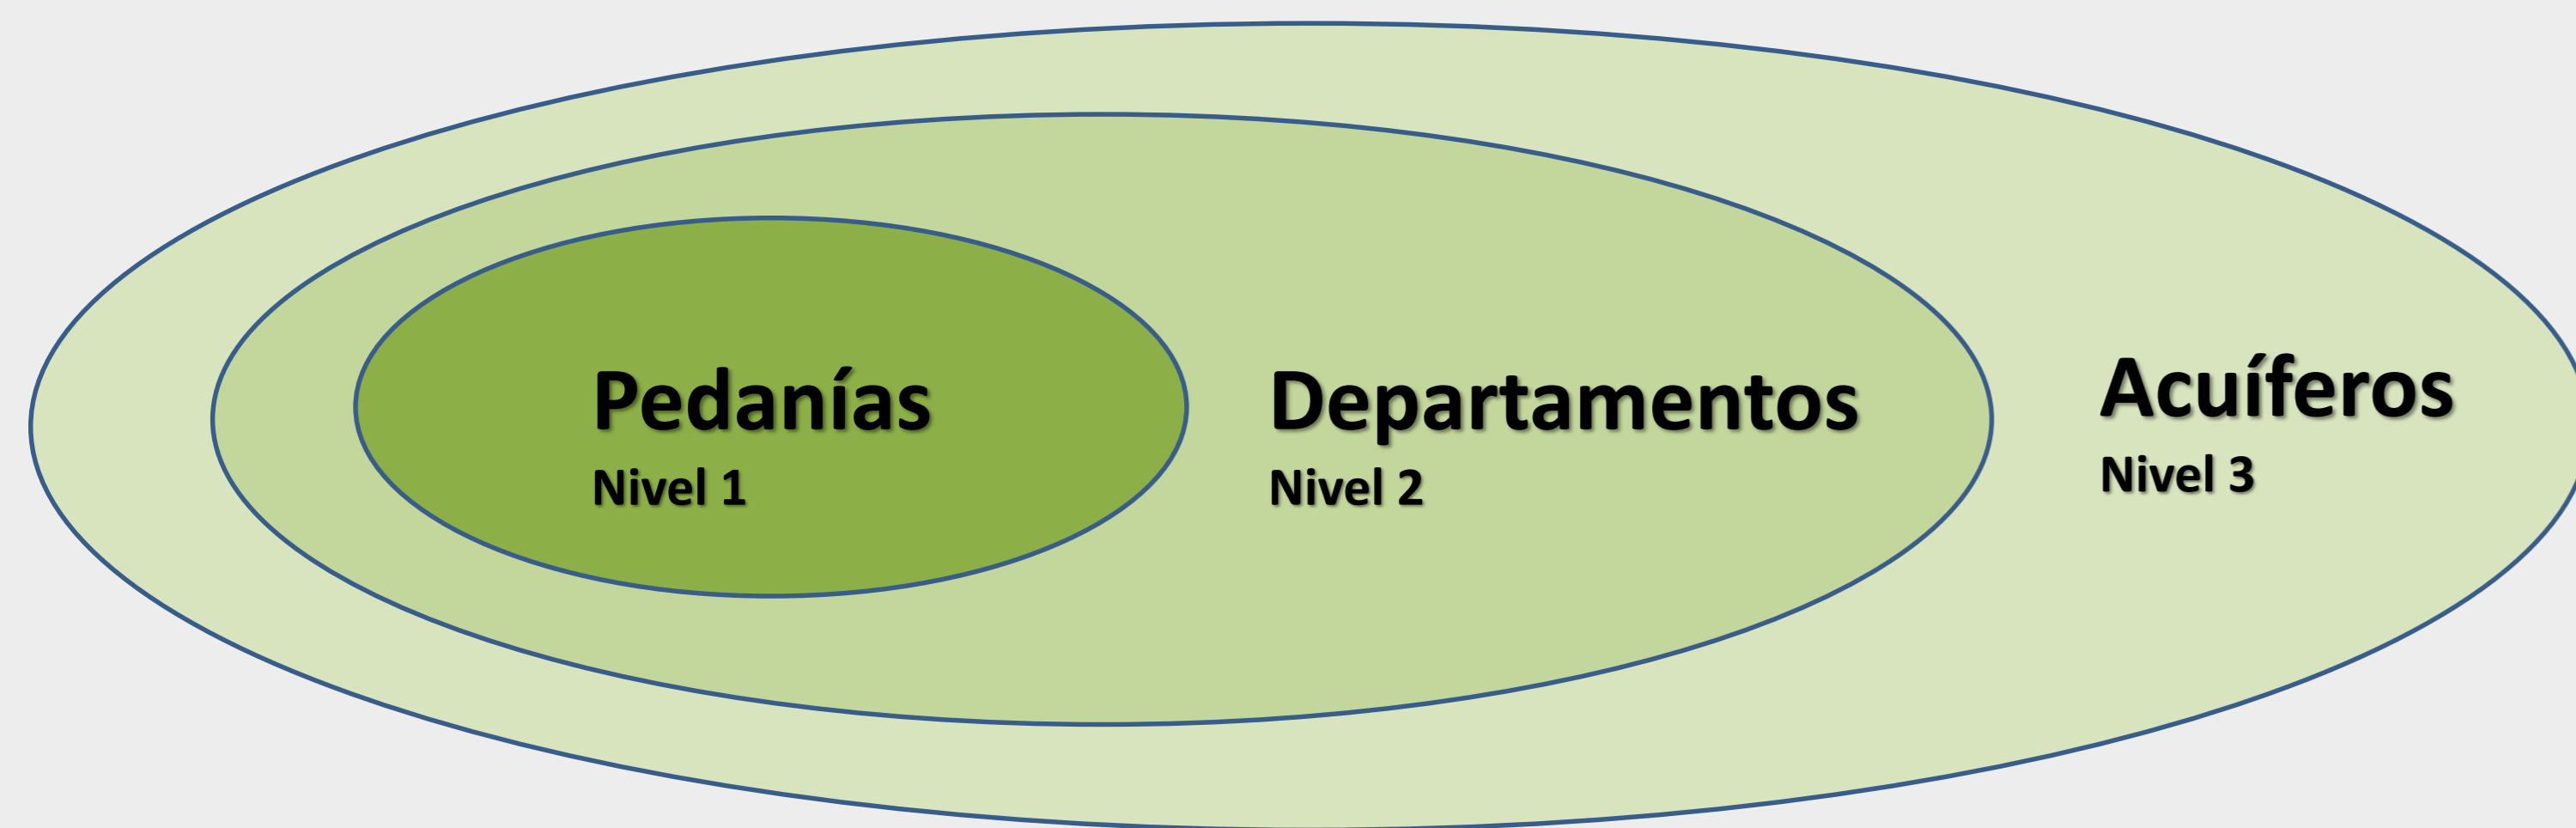 Pedanías
Nivel 1
Departamentos
Nivel 2
Acuíferos
Nivel 3